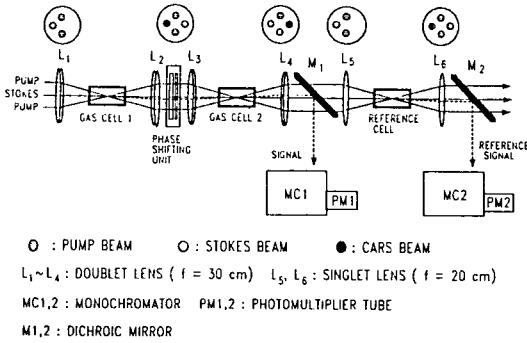 L₁ L₂ L₃ L₄ M₁ L₅ L₆ M₂
PUMP
STOKES
PUMP
GAS CELL 1
PHASE
SHIFTING
UNIT
GAS CELL 2
REFERENCE
CELL
SIGNAL
REFERENCE
SIGNAL
MC1
PM1
MC2
PM2
O : PUMP BEAM O : STOKES BEAM ● : CARS BEAM
L₁~L₄ : DOUBLET LENS ( f = 30 cm) L₅, L₆ : SINGLET LENS ( f = 20 cm)
MC1,2 : MONOCHROMATOR PM1,2 : PHOTOMULTIPLIER TUBE
M1,2 : DICHROIC MIRROR